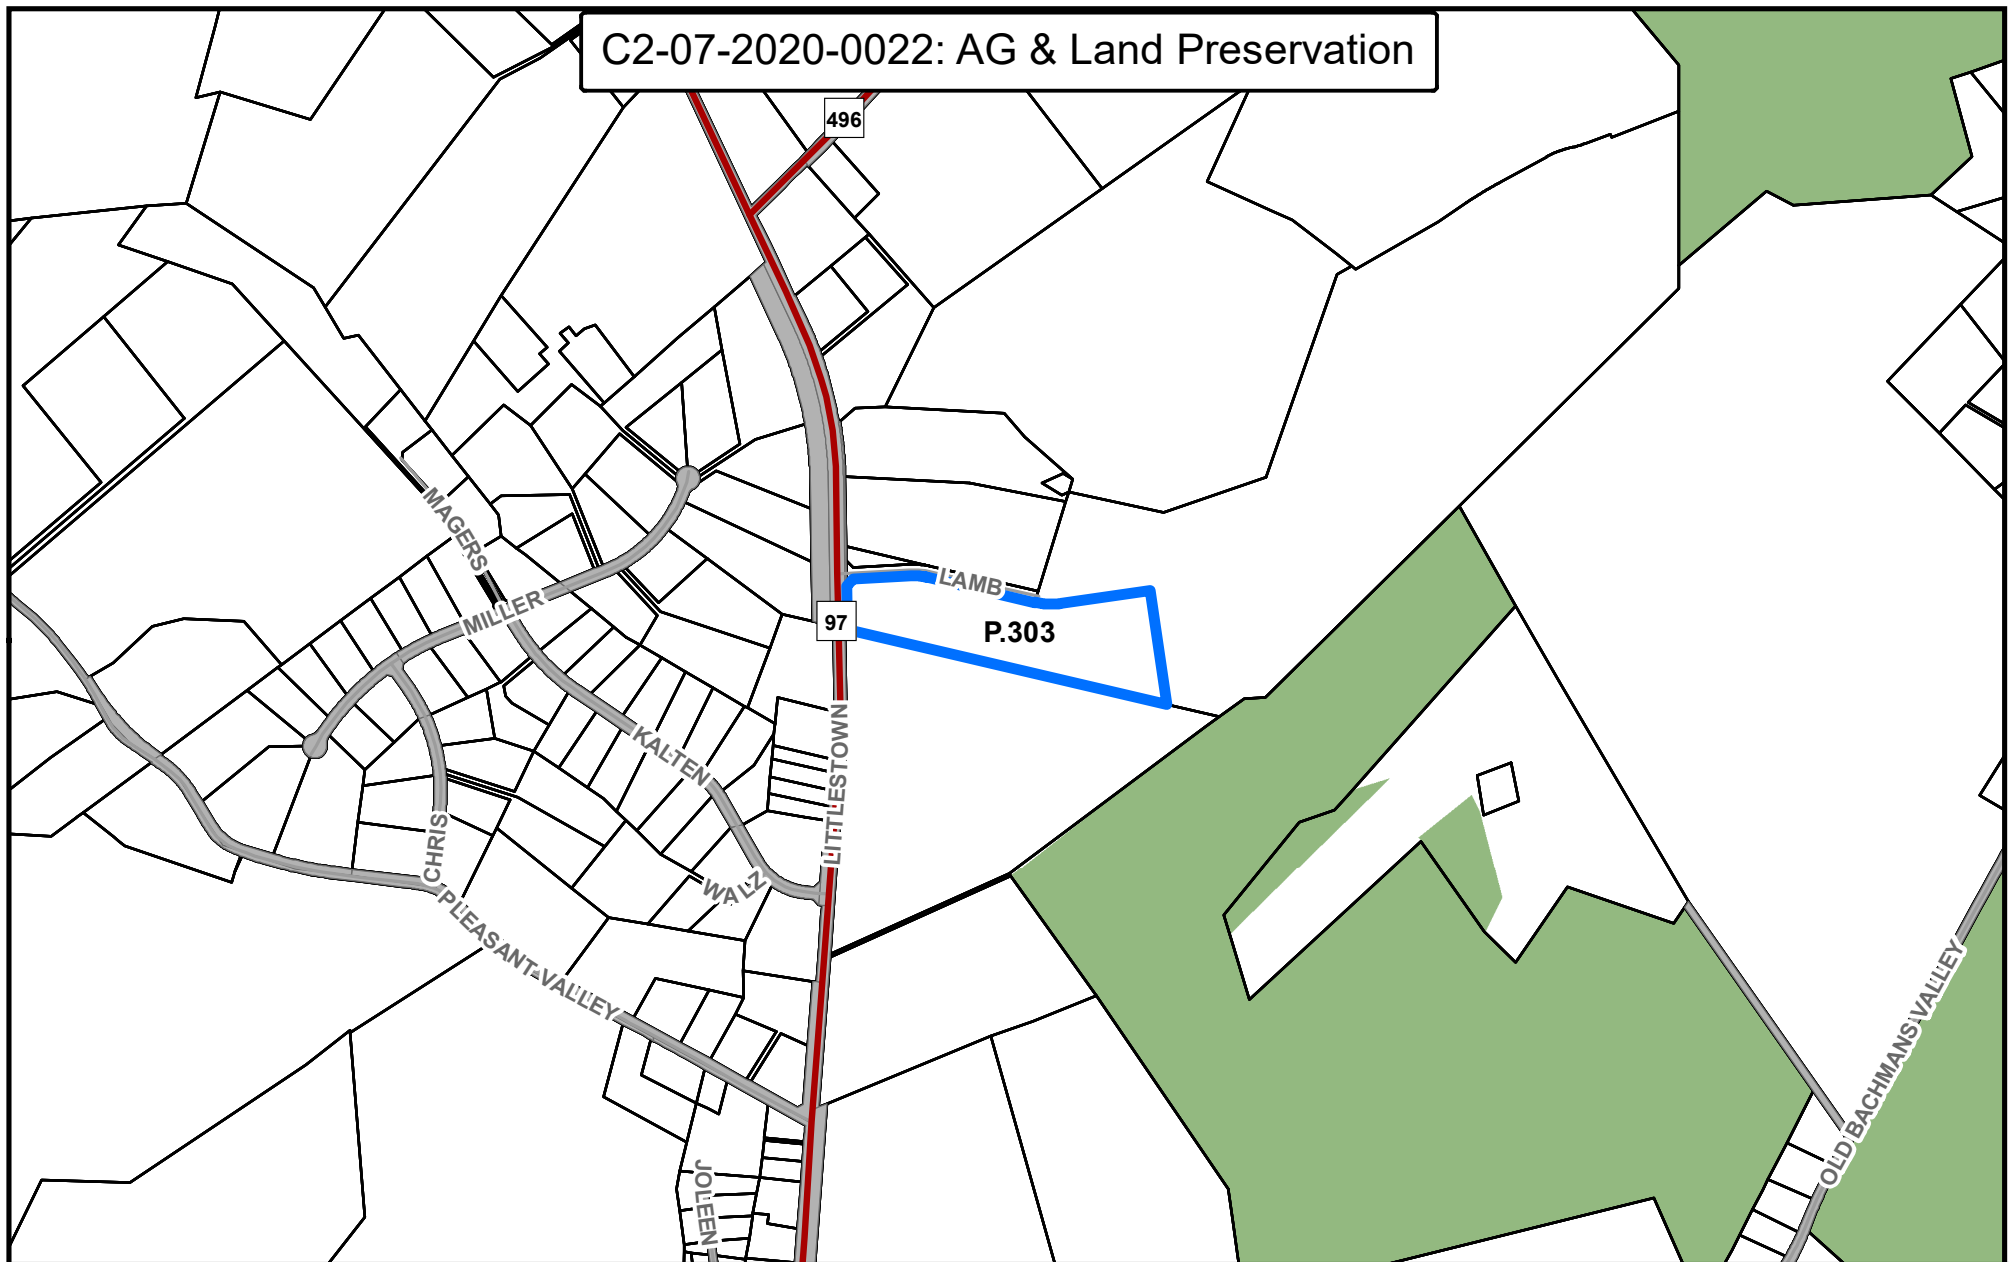 C2-07-2020-0022: AG & Land Preservation
496
MAGERS
LAMB
MILLER
97
P.303
KALTEN
LITTLESTOWN
CHRIS
WALZ
PLEASANT VALLEY
OLD BACHMANS VALLEY
JOLEEN